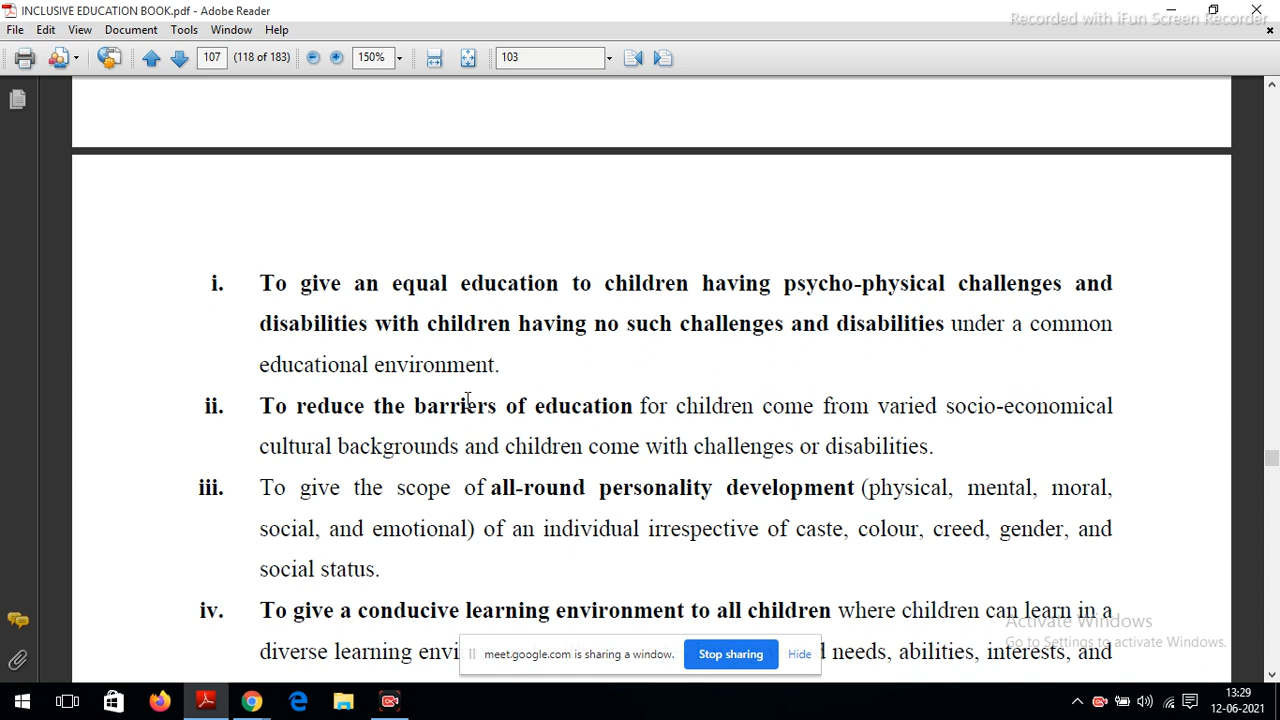 INCLUSIVE EDUCATION BOOK.pdf - Adobe Reader
Recorded with iFun Screen Recorder
File Edit View Document Tools Window Help
107 (118 of 183) 150% 103
i. To give an equal education to children having psycho-physical challenges and
disabilities with children having no such challenges and disabilities under a common
educational environment.
ii. To reduce the barriers of education for children come from varied socio-economical
cultural backgrounds and children come with challenges or disabilities.
iii. To give the scope of all-round personality development (physical, mental, moral,
social, and emotional) of an individual irrespective of caste, colour, creed, gender, and
social status.
iv. To give a conducive learning environment to all children where children can learn in a
diverse learning envi needs, abilities, interests, and
Activate Windows
Go to Settings to activate Windows.
meet.google.com is sharing a window. Stop sharing Hide
13:29
12-06-2021